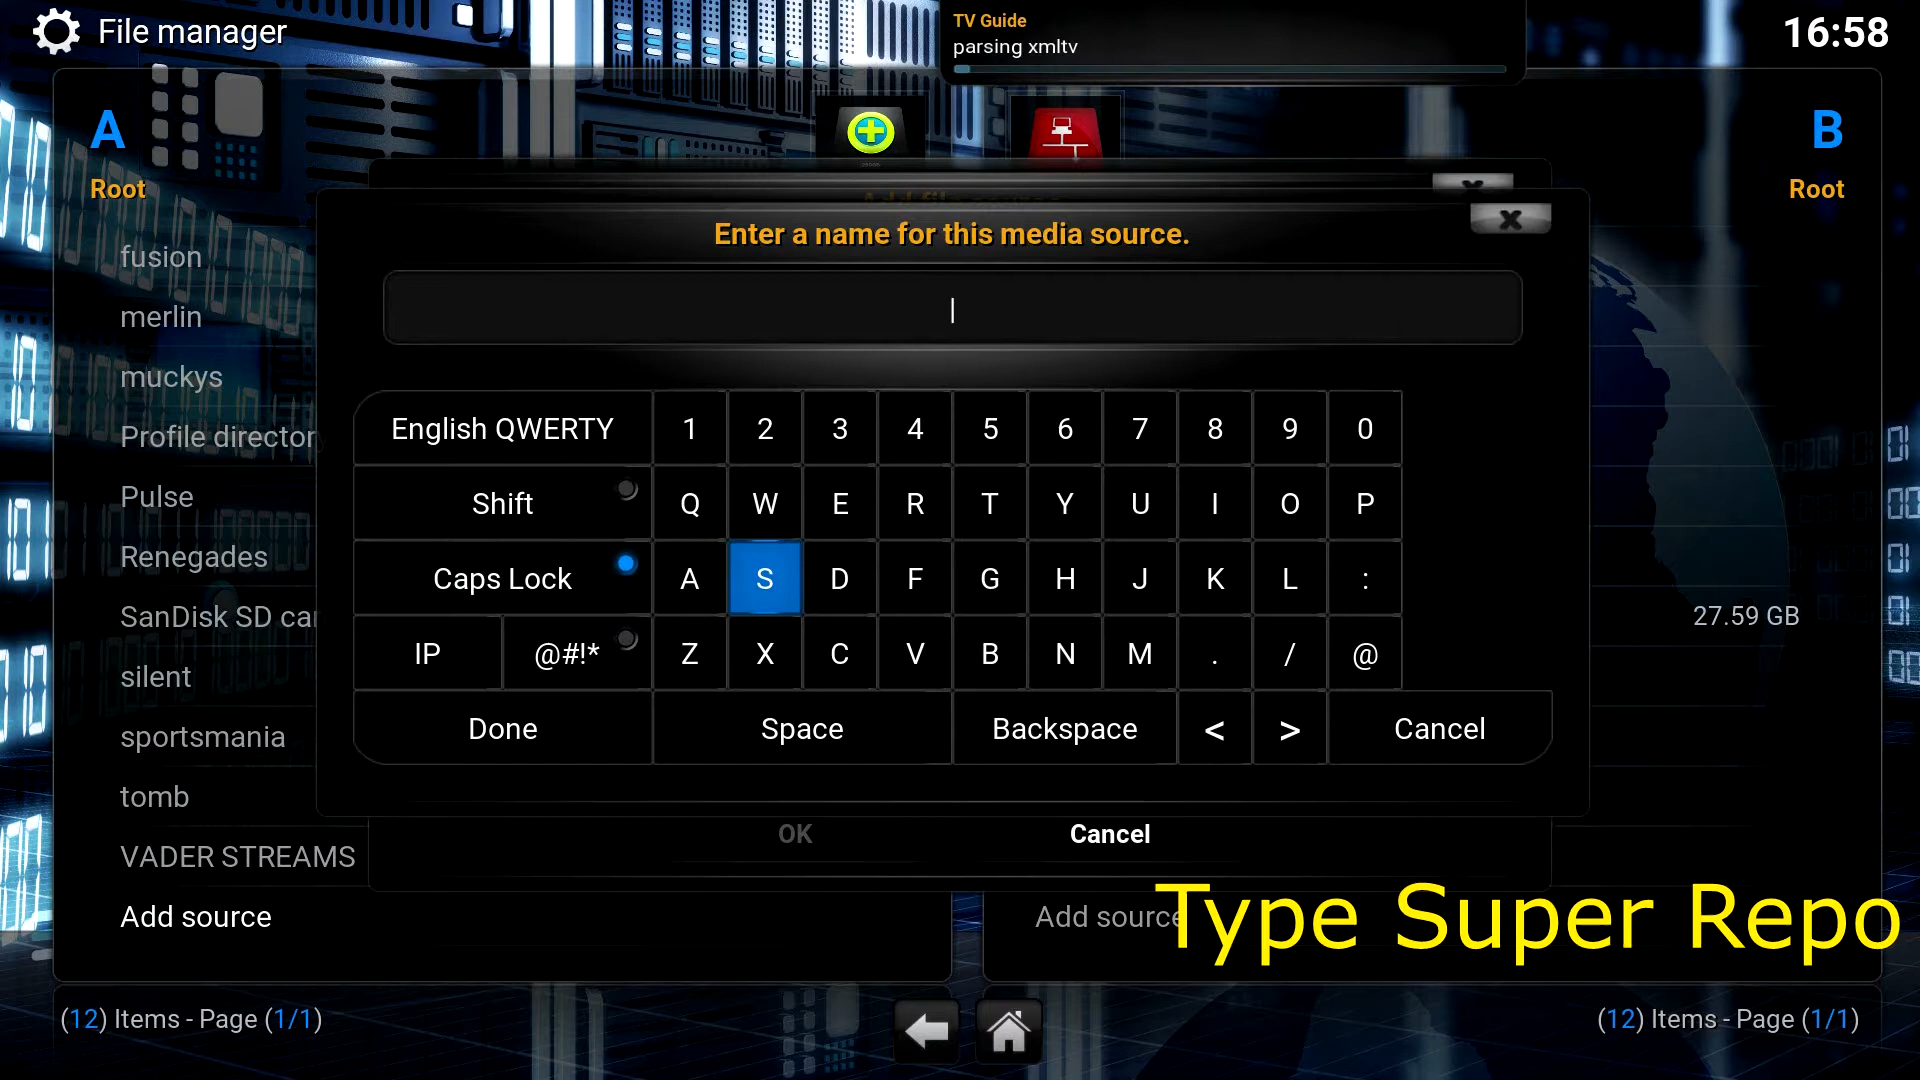 File manager
TV Guide
parsing xmltv
16:58
A
B
Root
Root
Enter a name for this media source.
fusion
merlin
muckys
Profile director
Pulse
Renegades
SanDisk SD car
silent
sportsmania
tomb
VADER STREAMS
Add source
English QWERTY 1 2 3 4 5 6 7 8 9 0
Shift Q W E R T Y U I O P
Caps Lock A S D F G H J K L :
IP @#!* Z X C V B N M . / @
Done Space Backspace < > Cancel
27.59 GB
OK Cancel
Add source
Type Super Repo
(12) Items - Page (1/1)
(12) Items - Page (1/1)